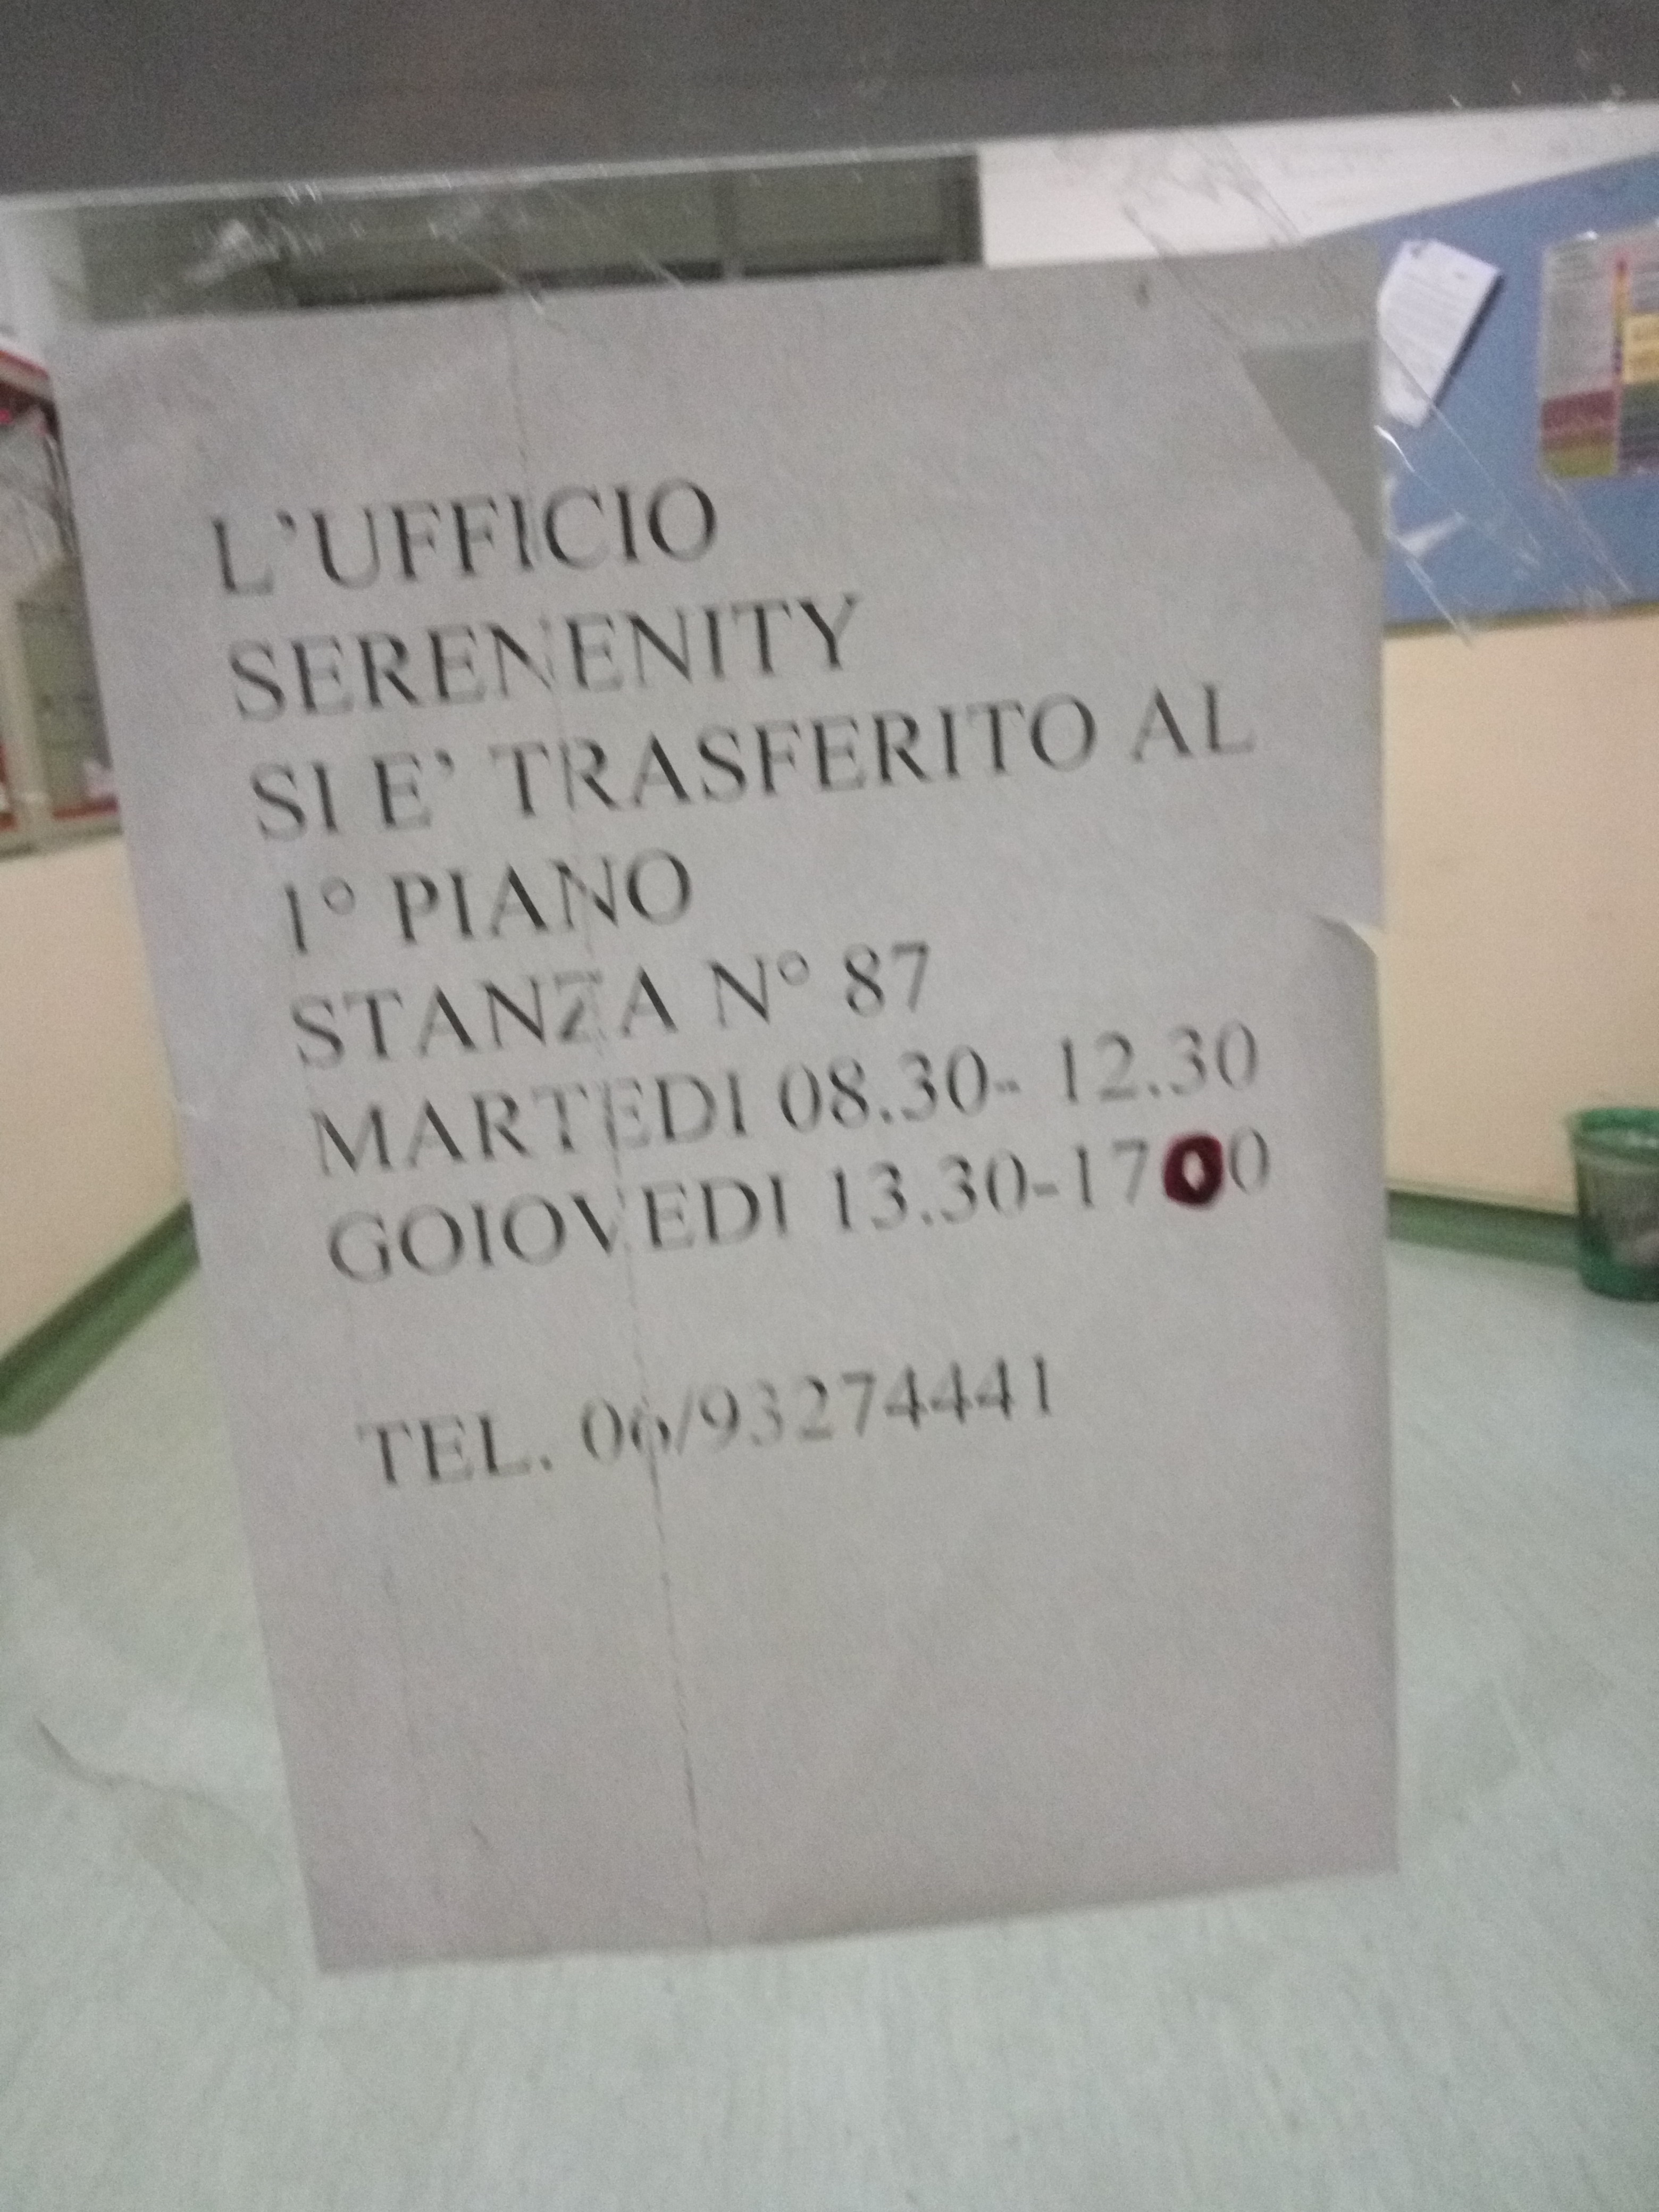 L'UFFICIO
SERENENITY
SI E' TRASFERITO AL
1° PIANO
STANZA N° 87
MARTEDI 08.30- 12.30
GOIOVEDI 13.30-1700
TEL. 06/93274441